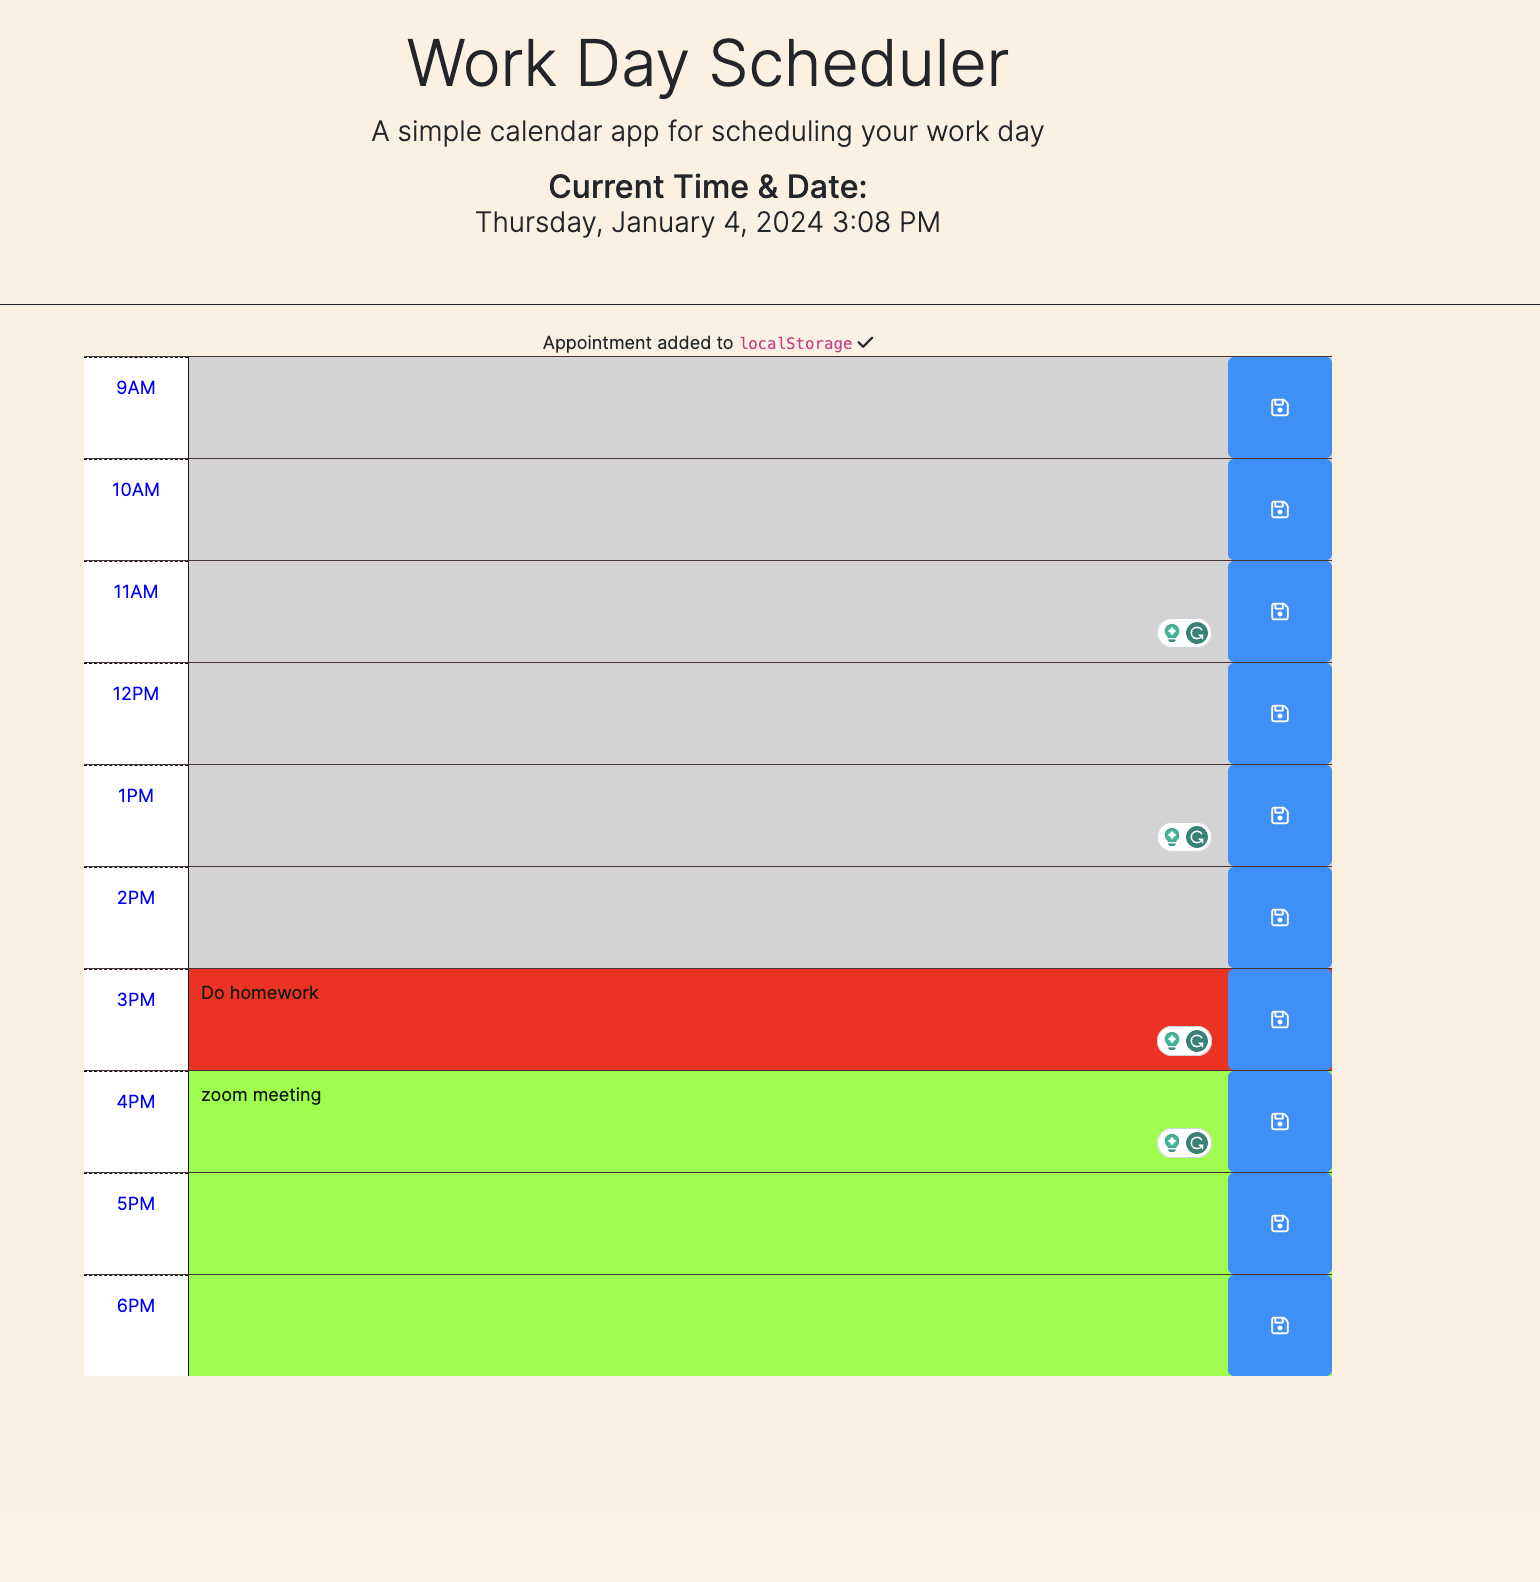 Work Day Scheduler
A simple calendar app for scheduling your work day
Current Time & Date:
Thursday, January 4, 2024 3:08 PM
Appointment added to localStorage
9AM
10AM
11AM
12PM
1PM
2PM
3PM Do homework
4PM zoom meeting
5PM
6PM